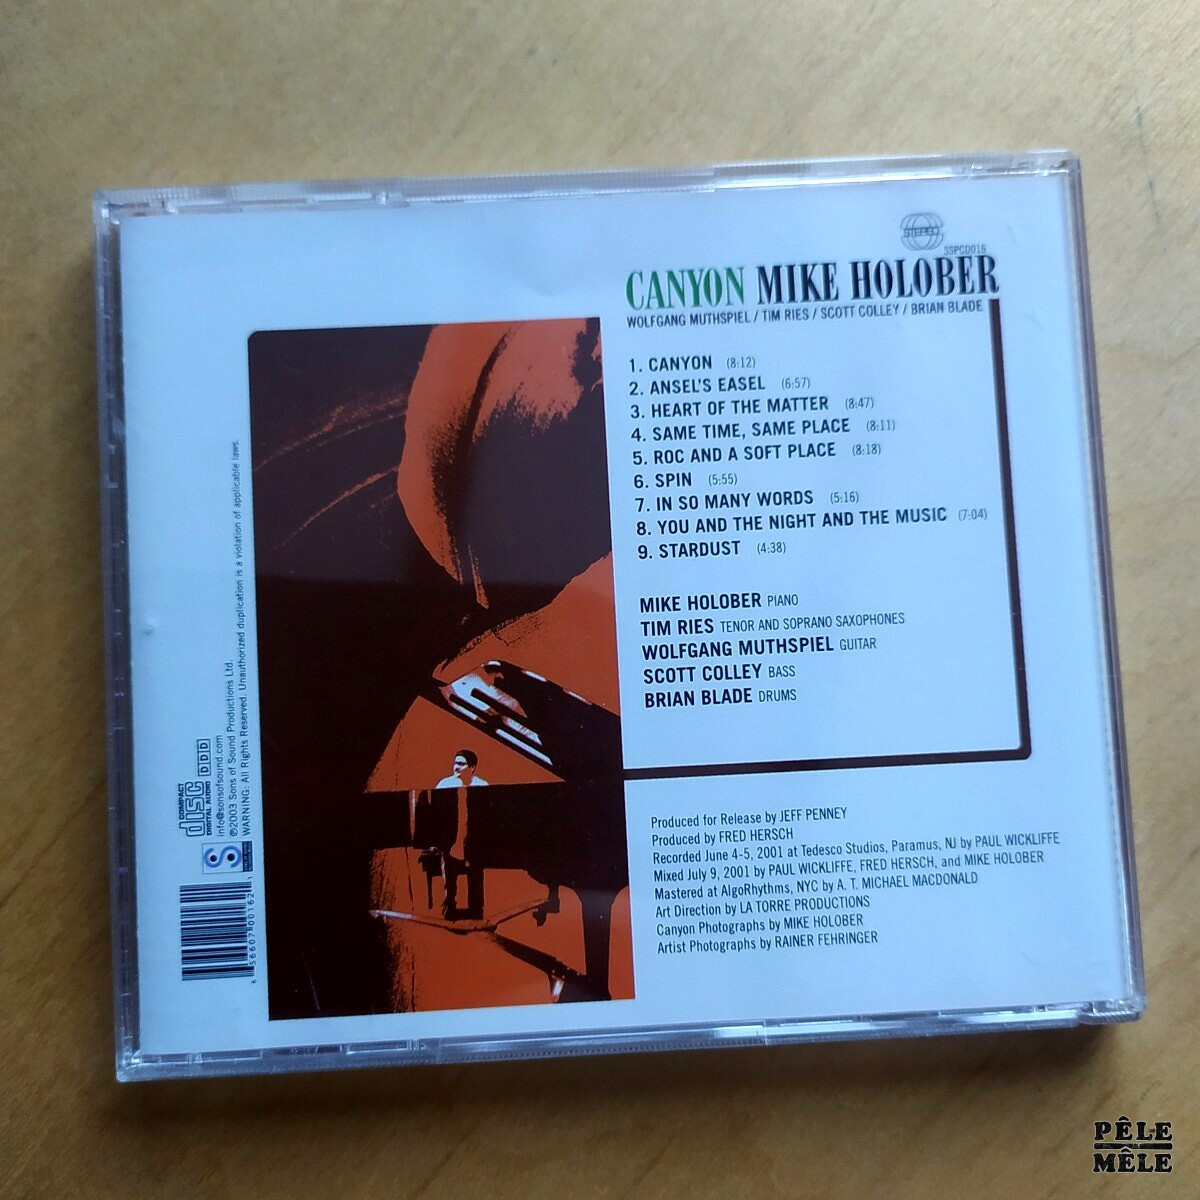 STEREO
SSPCD016
CANYON MIKE HOLOBER
WOLFGANG MUTHSPIEL / TIM RIES / SCOTT COLLEY / BRIAN BLADE
1. CANYON (8:12)
2. ANSEL'S EASEL (6:57)
3. HEART OF THE MATTER (8:47)
4. SAME TIME, SAME PLACE (8:11)
5. ROC AND A SOFT PLACE (8:18)
6. SPIN (5:55)
7. IN SO MANY WORDS (5:16)
8. YOU AND THE NIGHT AND THE MUSIC (7:04)
9. STARDUST (4:38)
MIKE HOLOBER PIANO
TIM RIES TENOR AND SOPRANO SAXOPHONES
WOLFGANG MUTHSPIEL GUITAR
SCOTT COLLEY BASS
BRIAN BLADE DRUMS
Produced for Release by JEFF PENNEY
Produced by FRED HERSCH
Recorded June 4-5, 2001 at Tedesco Studios, Paramus, NJ by PAUL WICKLIFFE
Mixed July 9, 2001 by PAUL WICKLIFFE, FRED HERSCH, and MIKE HOLOBER
Mastered at AlgoRhythms, NYC by A. T. MICHAEL MACDONALD
Art Direction by LA TORRE PRODUCTIONS
Canyon Photographs by MIKE HOLOBER
Artist Photographs by RAINER FEHRINGER
COMPACT
disc
DIGITAL AUDIO
DDD
info@sonsofsound.com
℗©2003 Sons of Sound Productions Ltd.
WARNING: All Rights Reserved. Unauthorized duplication is a violation of applicable laws.
6 56607 00162 1
PÊLE
MÊLE